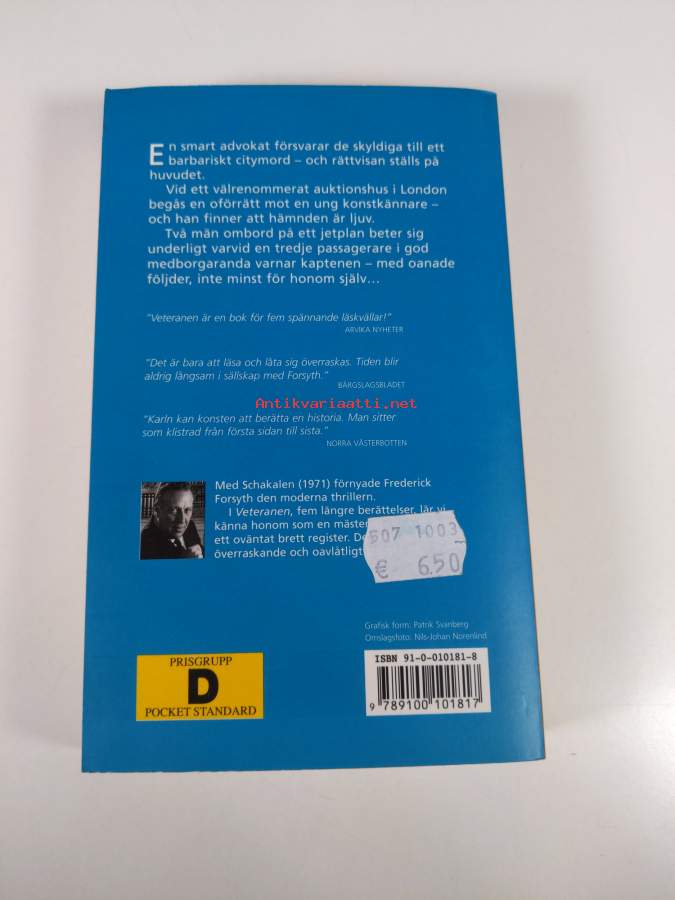 En smart advokat försvarar de skyldiga till ett
barbariskt citymord – och rättvisan ställs på
huvudet.
Vid ett välrenommerat auktionshus i London
begås en oförrätt mot en ung konstkännare –
och han finner att hämnden är ljuv.
Två män ombord på ett jetplan beter sig
underligt varvid en tredje passagerare i god
medborgaranda varnar kaptenen – med oanade
följder, inte minst för honom själv...
"Veteranen är en bok för fem spännande läskvällar!"
ARVIKA NYHETER
"Det är bara att läsa och låta sig överraskas. Tiden blir
aldrig långsam i sällskap med Forsyth."
BÄRGSLAGSBLADET
Antikvariaatti.net
"Karln kan konsten att berätta en historia. Man sitter
som klistrad från första sidan till sista."
NORRA VÄSTERBOTTEN
Med Schakalen (1971) förnyade Frederick
Forsyth den moderna thrillern.
I Veteranen, fem längre berättelser, lär vi
känna honom som en mäster
ett oväntat brett register. De
överraskande och oavlåtligt
507 1003
€ 6.50
Grafisk form: Patrik Svanberg
Omslagsfoto: Nils-Johan Norenlind
PRISGRUPP
D
POCKET STANDARD
ISBN 91-0-010181-8
9 789100 101817